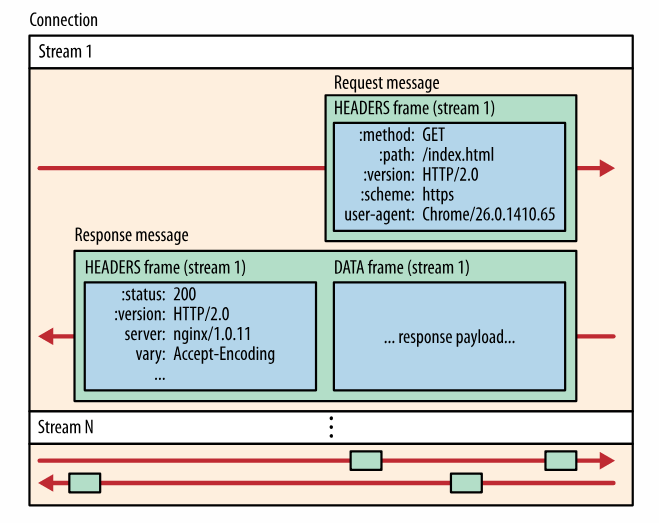 Connection
Stream 1
Request message
HEADERS frame (stream 1)
:method: GET
:path: /index.html
:version: HTTP/2.0
:scheme: https
user-agent: Chrome/26.0.1410.65
Response message
HEADERS frame (stream 1)
:status: 200
:version: HTTP/2.0
server: nginx/1.0.11
vary: Accept-Encoding
...
DATA frame (stream 1)
... response payload...
Stream N